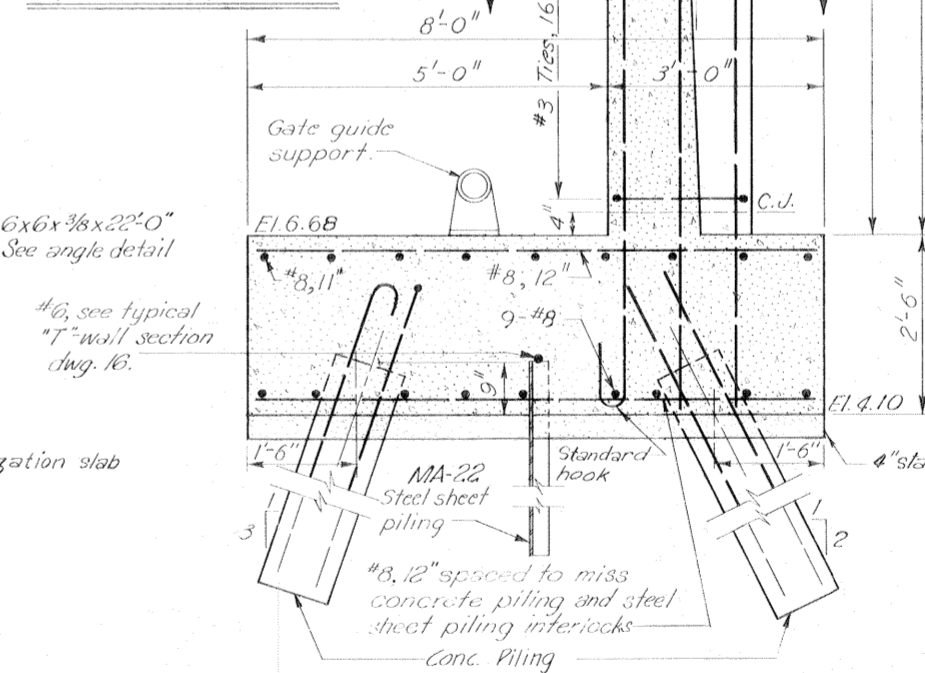 8'-0"
5'-0"
3'-0"
#3 Ties, 16
Gate guide
support.
C.J.
4"
6x6x3/8x22'-0"
See angle detail
El. 6.68
#8, 11"
#8, 12"
2'-6"
#6, see typical
"T"-wall section
dwg. 16.
9-#8
9"
El. 4.10
zation slab
1'-6"
MA-22
Steel sheet
piling
Standard
hook
1'-6"
4" sta
3
1
2
#8, 12" spaced to miss
concrete piling and steel
sheet piling interlocks
Conc. Piling